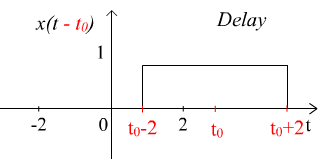 x(t - t₀) Delay
1
-2 0 t₀-2 2 t₀ t₀+2 t